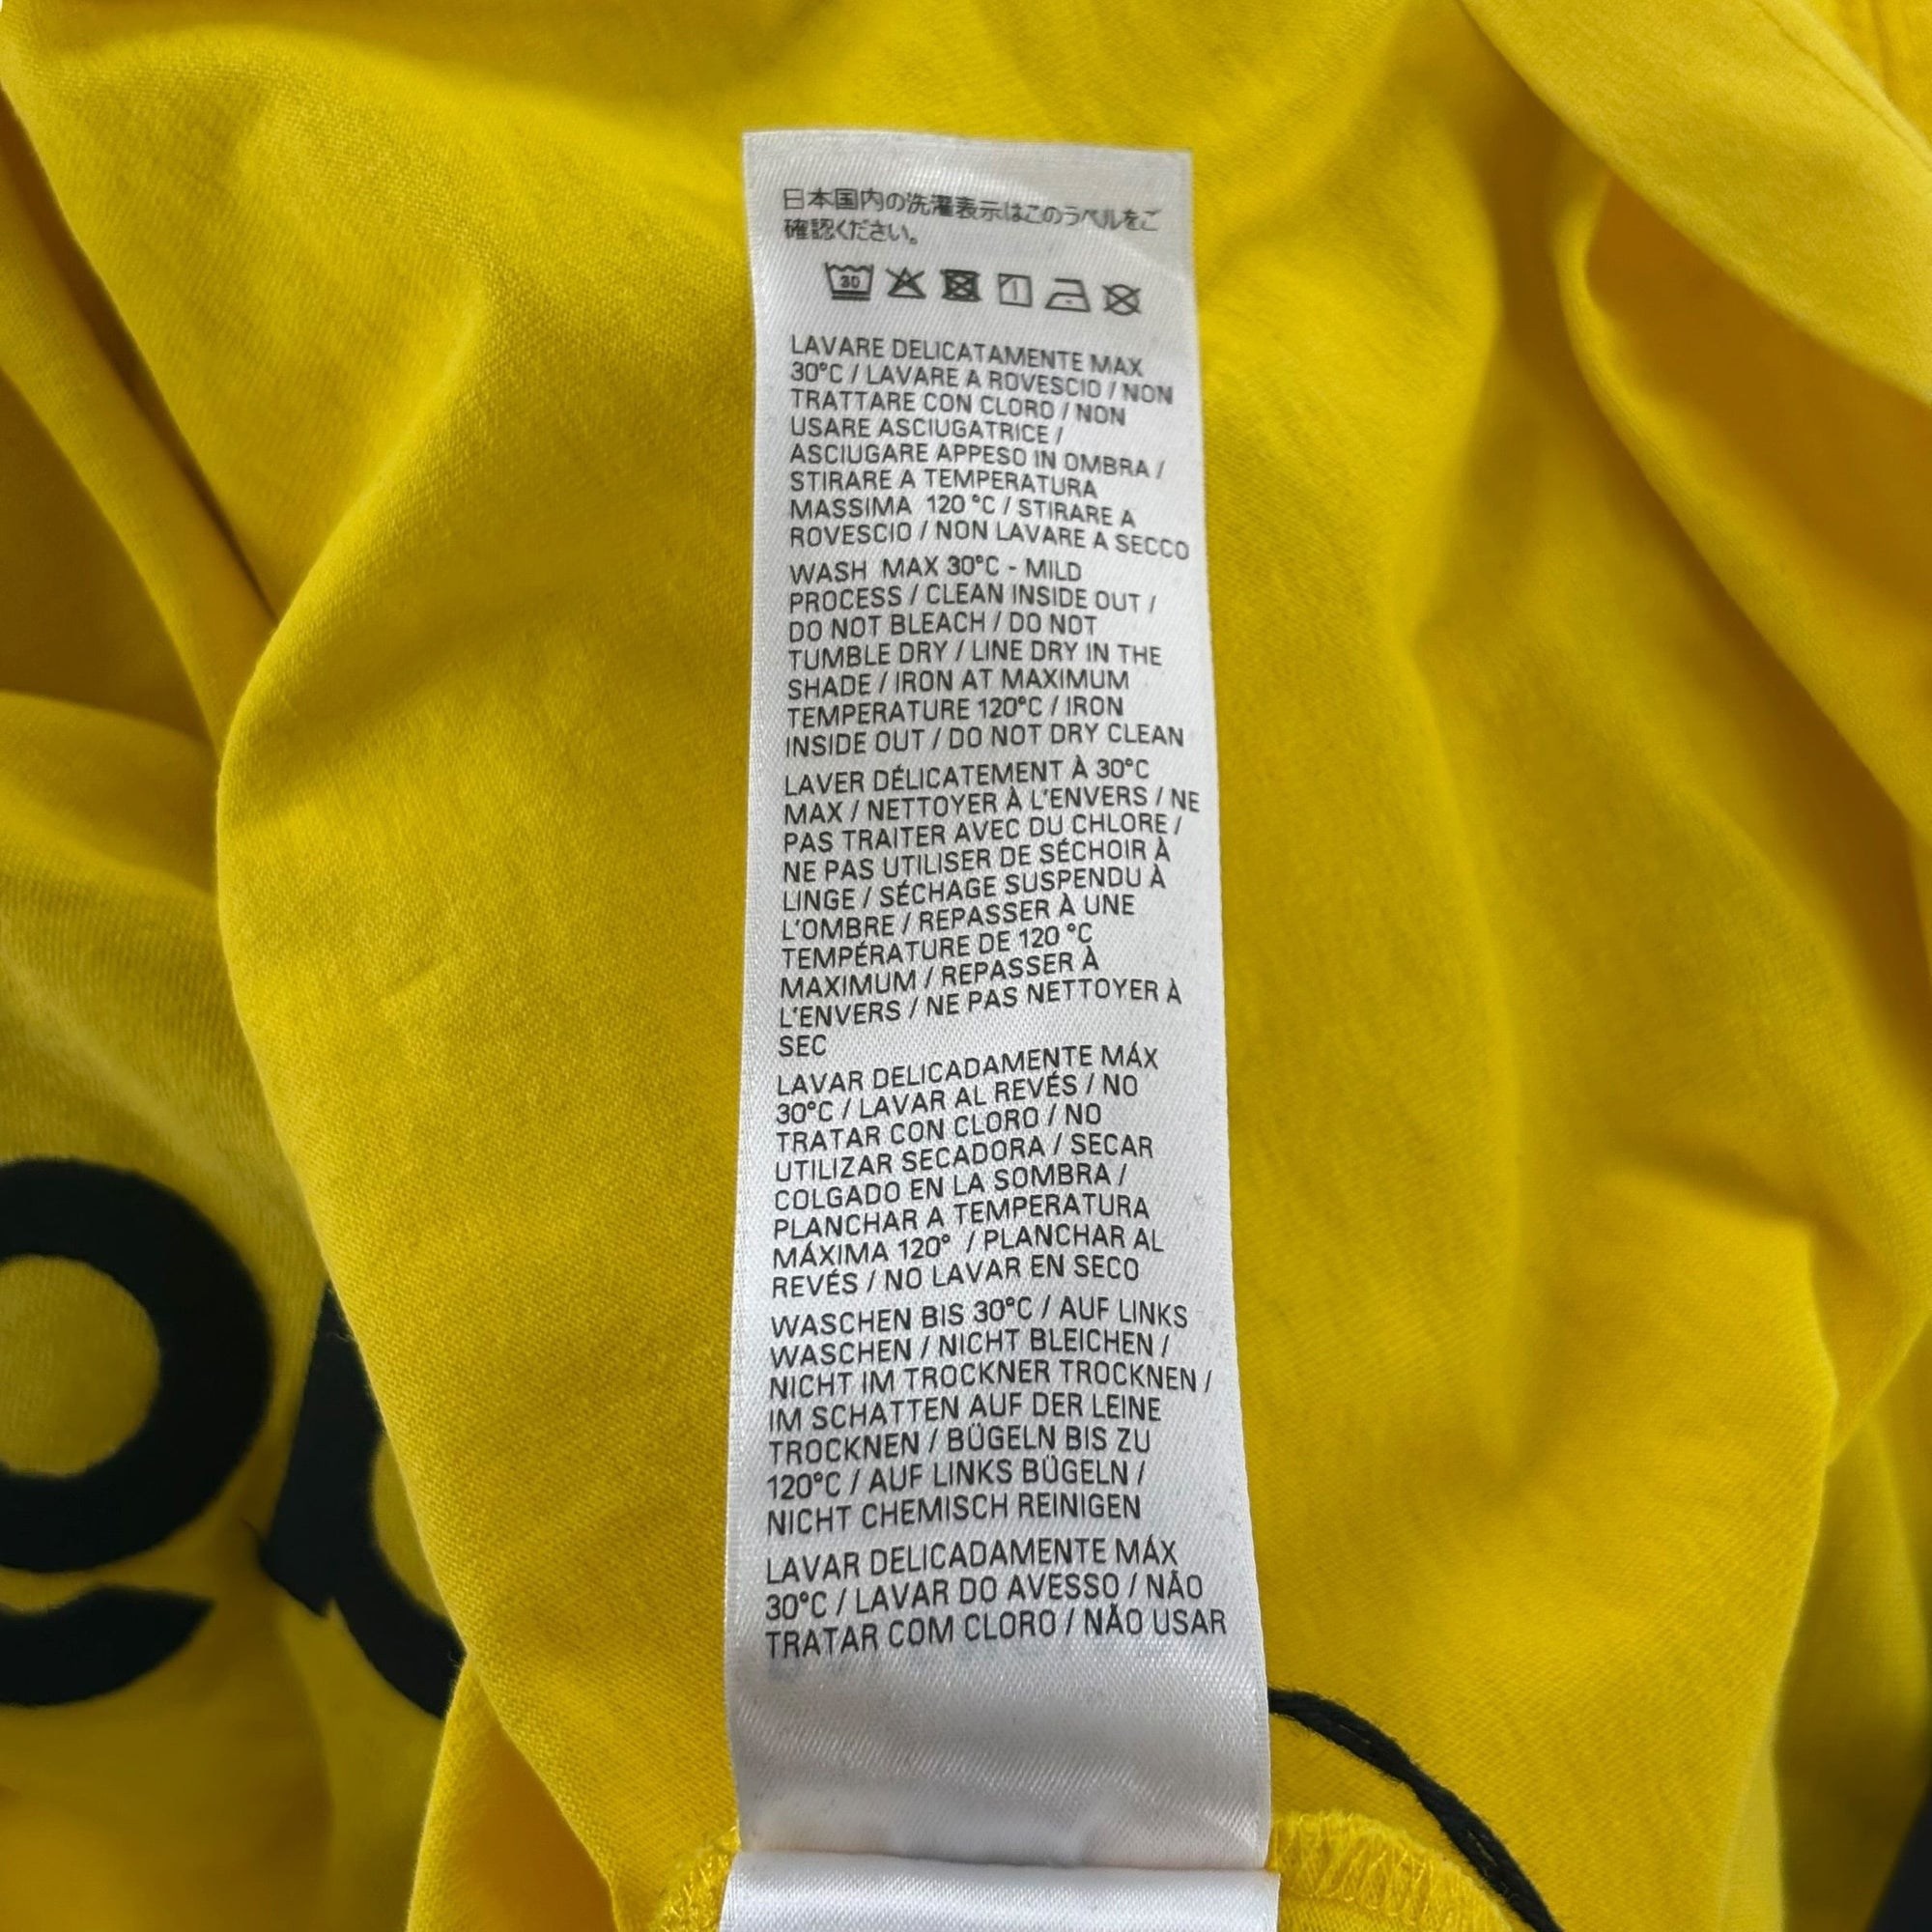 日本国内の洗濯表示はこのラベルをご
確認ください。
30
LAVARE DELICATAMENTE MAX
30°C / LAVARE A ROVESCIO / NON
TRATTARE CON CLORO / NON
USARE ASCIUGATRICE /
ASCIUGARE APPESO IN OMBRA /
STIRARE A TEMPERATURA
MASSIMA 120 °C / STIRARE A
ROVESCIO / NON LAVARE A SECCO
WASH MAX 30°C - MILD
PROCESS / CLEAN INSIDE OUT /
DO NOT BLEACH / DO NOT
TUMBLE DRY / LINE DRY IN THE
SHADE / IRON AT MAXIMUM
TEMPERATURE 120°C / IRON
INSIDE OUT / DO NOT DRY CLEAN
LAVER DÉLICATEMENT À 30°C
MAX / NETTOYER À L'ENVERS / NE
PAS TRAITER AVEC DU CHLORE /
NE PAS UTILISER DE SÉCHOIR À
LINGE / SÉCHAGE SUSPENDU À
L'OMBRE / REPASSER À UNE
TEMPÉRATURE DE 120 °C
MAXIMUM / REPASSER À
L'ENVERS / NE PAS NETTOYER À
SEC
LAVAR DELICADAMENTE MÁX
30°C / LAVAR AL REVÉS / NO
TRATAR CON CLORO / NO
UTILIZAR SECADORA / SECAR
COLGADO EN LA SOMBRA /
PLANCHAR A TEMPERATURA
MÁXIMA 120° / PLANCHAR AL
REVÉS / NO LAVAR EN SECO
WASCHEN BIS 30°C / AUF LINKS
WASCHEN / NICHT BLEICHEN /
NICHT IM TROCKNER TROCKNEN /
IM SCHATTEN AUF DER LEINE
TROCKNEN / BÜGELN BIS ZU
120°C / AUF LINKS BÜGELN /
NICHT CHEMISCH REINIGEN
LAVAR DELICADAMENTE MÁX
30°C / LAVAR DO AVESSO / NÃO
TRATAR COM CLORO / NÃO USAR